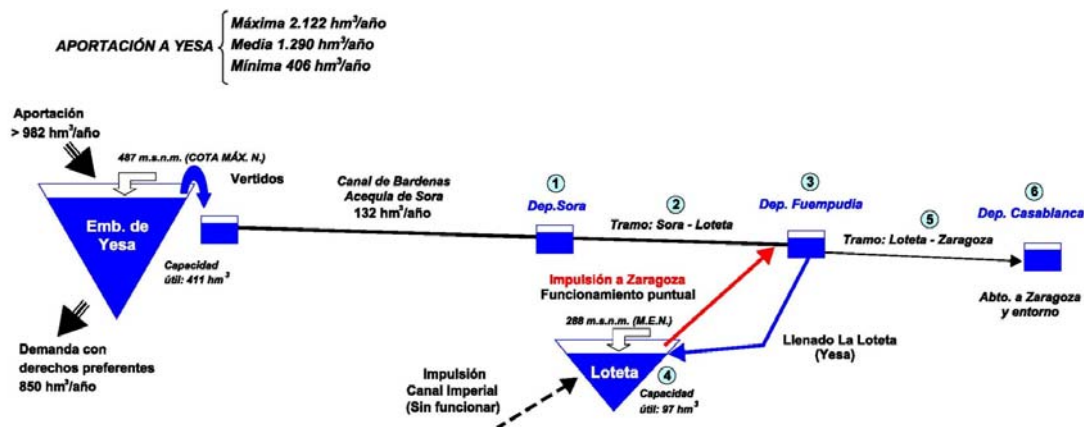 APORTACIÓN A YESA
Máxima 2.122 hm³/año
Media 1.290 hm³/año
Mínima 406 hm³/año
Aportación
> 982 hm³/año
487 m.s.n.m. (COTA MÁX. N.)
Vertidos
Emb. de
Yesa
Capacidad
útil: 411 hm³
Demanda con
derechos preferentes
850 hm³/año
Canal de Bardenas
Acequia de Sora
132 hm³/año
1
Dep.Sora
2
Tramo: Sora - Loteta
3
Dep. Fuempudia
5
Tramo: Loteta - Zaragoza
6
Dep. Casablanca
Abto. a Zaragoza
y entorno
Impulsión a Zaragoza
Funcionamiento puntual
288 m.s.n.m. (M.E.N.)
Loteta
4
Capacidad
útil: 97 hm³
Llenado La Loteta
(Yesa)
Impulsión
Canal Imperial
(Sin funcionar)